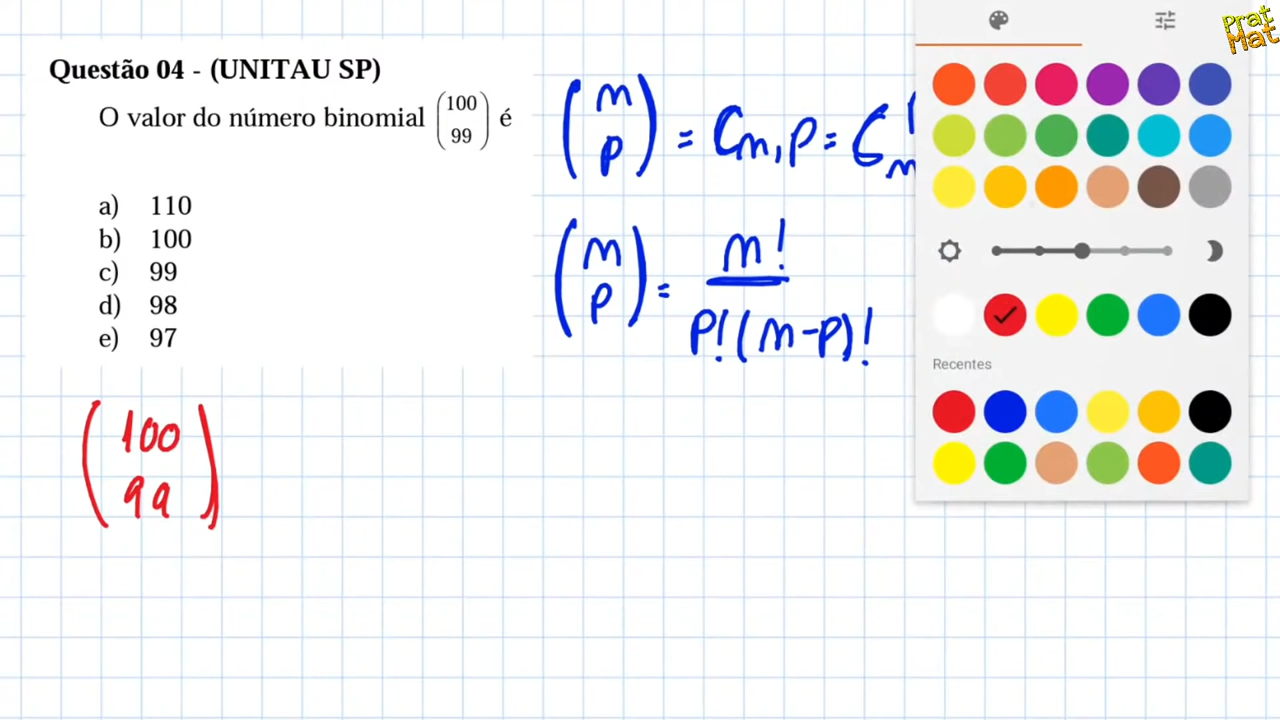 Prat
Mat
Questão 04 - (UNITAU SP)
O valor do número binomial (100 99) é
a) 110
b) 100
c) 99
d) 98
e) 97
(m p) = Cm,p = C m
(m p) = m! / p!(m-p)!
(100 99)
Recentes